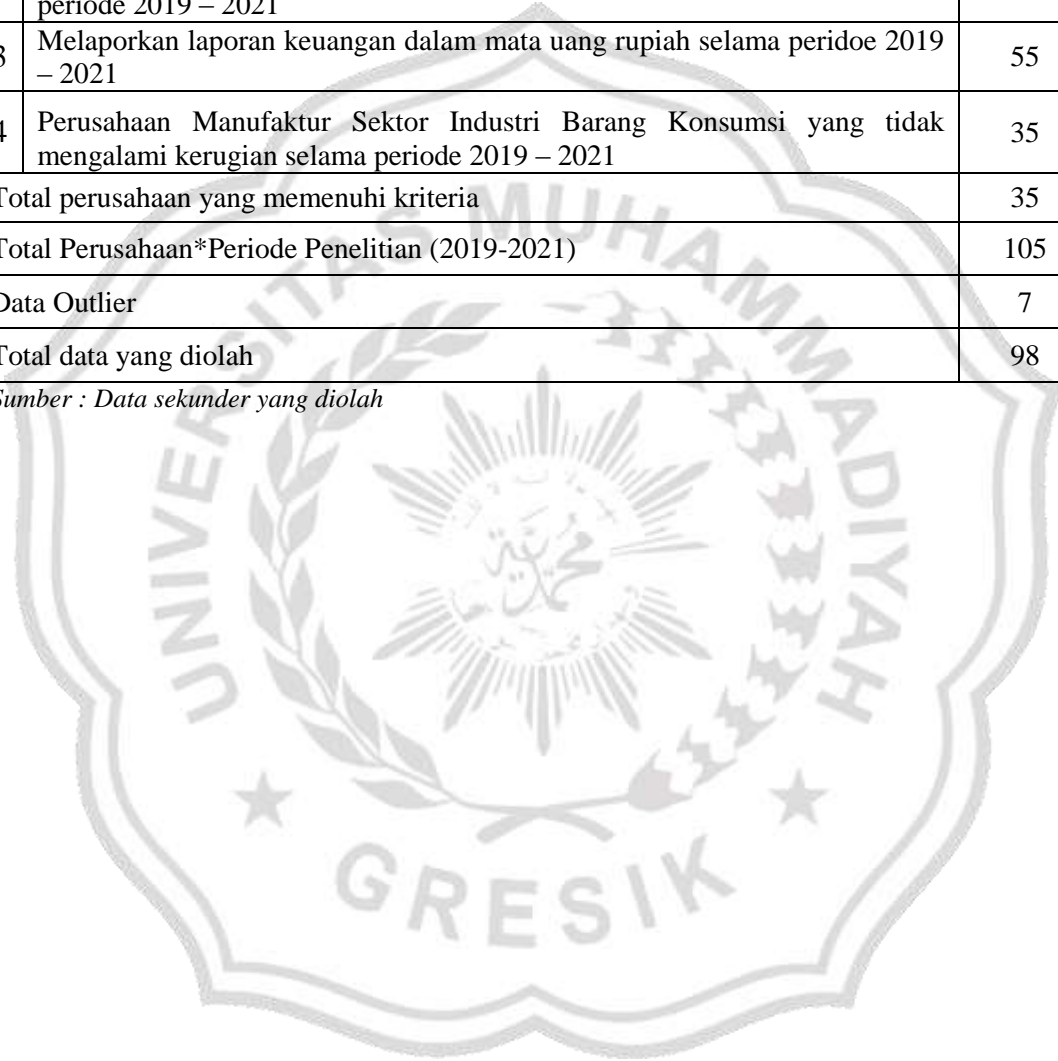 periode 2019 – 2021
3 Melaporkan laporan keuangan dalam mata uang rupiah selama peridoe 2019 55
– 2021
4 Perusahaan Manufaktur Sektor Industri Barang Konsumsi yang tidak 35
mengalami kerugian selama periode 2019 – 2021
Total perusahaan yang memenuhi kriteria 35
Total Perusahaan*Periode Penelitian (2019-2021) 105
Data Outlier 7
Total data yang diolah 98
Sumber : Data sekunder yang diolah
UNIVERSITAS MUHAMMADIYAH
GRESIK